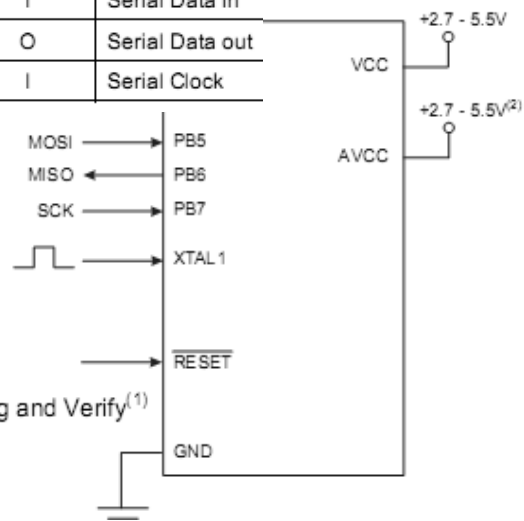 I Serial Data in
O Serial Data out
I Serial Clock
+2.7 - 5.5V
VCC
+2.7 - 5.5V(2)
AVCC
MOSI PB5
MISO PB6
SCK PB7
XTAL1
RESET
g and Verify(1)
GND